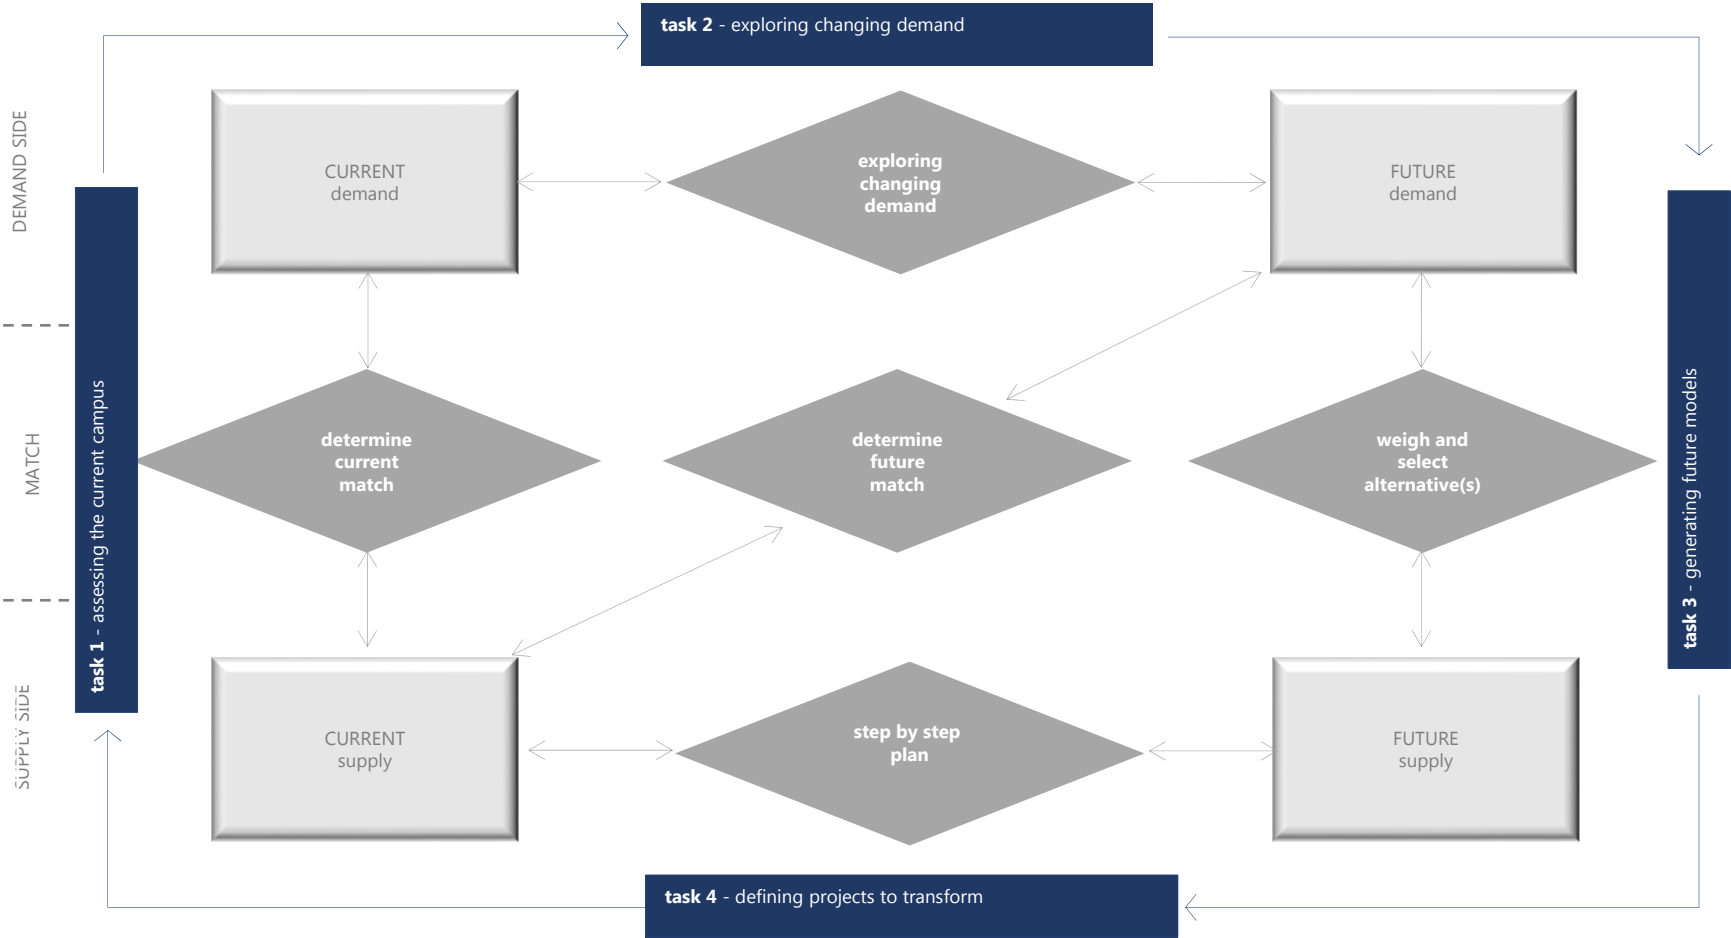 task 2 - exploring changing demand
DEMAND SIDE
CURRENT
demand
exploring
changing
demand
FUTURE
demand
task 1 - assessing the current campus
MATCH
determine
current
match
determine
future
match
weigh and
select
alternative(s)
task 3 - generating future models
SUPPLY SIDE
CURRENT
supply
step by step
plan
FUTURE
supply
task 4 - defining projects to transform